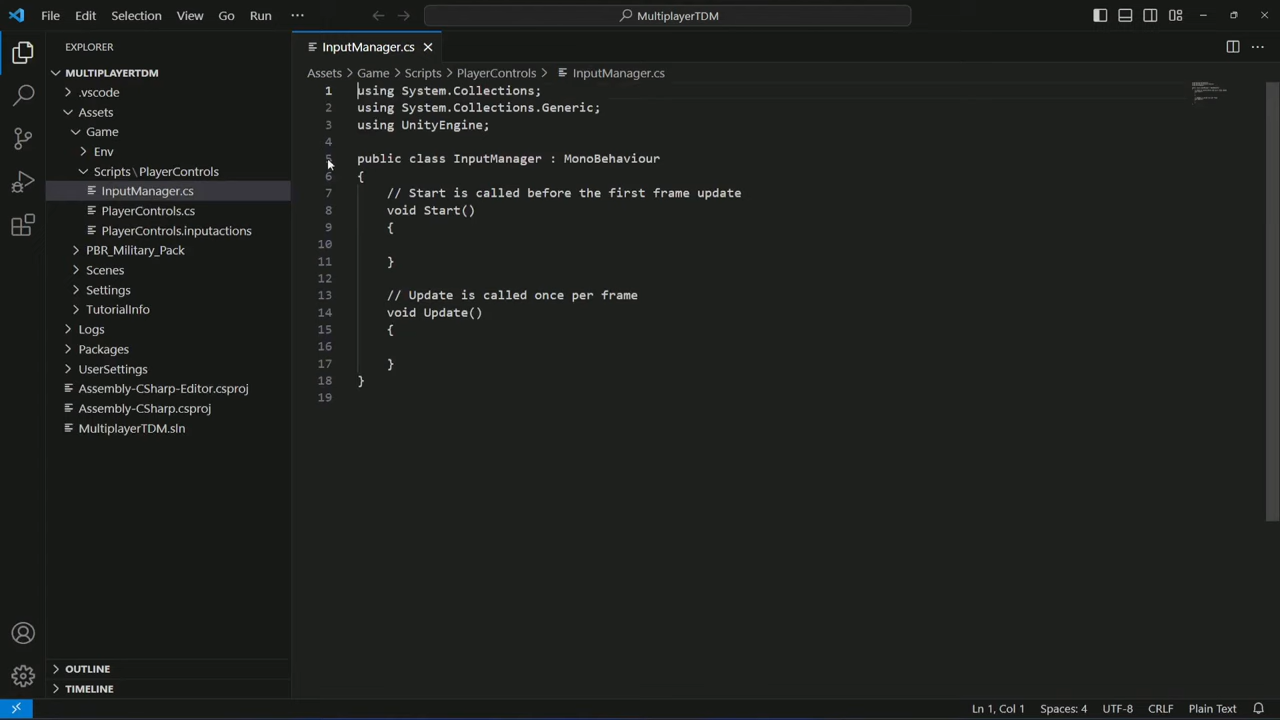 File Edit Selection View Go Run ··· MultiplayerTDM
EXPLORER
MULTIPLAYERTDM
.vscode
Assets
Game
Env
Scripts\PlayerControls
InputManager.cs
PlayerControls.cs
PlayerControls.inputactions
PBR_Military_Pack
Scenes
Settings
TutorialInfo
Logs
Packages
UserSettings
Assembly-CSharp-Editor.csproj
Assembly-CSharp.csproj
MultiplayerTDM.sln
OUTLINE
TIMELINE
InputManager.cs
Assets > Game > Scripts > PlayerControls > InputManager.cs
1 using System.Collections;
2 using System.Collections.Generic;
3 using UnityEngine;
4
5 public class InputManager : MonoBehaviour
6 {
7 // Start is called before the first frame update
8 void Start()
9 {
10
11 }
12
13 // Update is called once per frame
14 void Update()
15 {
16
17 }
18 }
19
Ln 1, Col 1 Spaces: 4 UTF-8 CRLF Plain Text